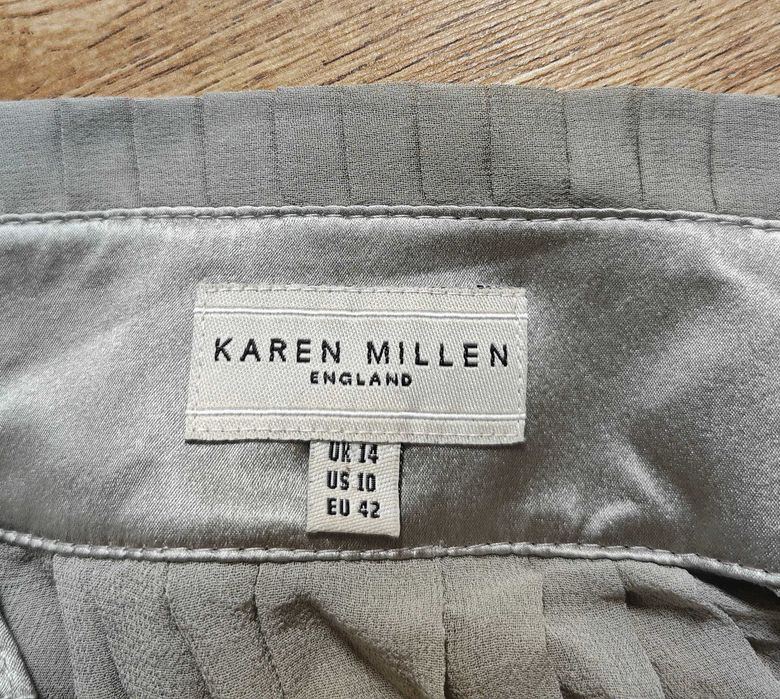 KAREN MILLEN
ENGLAND
UK 14
US 10
EU 42